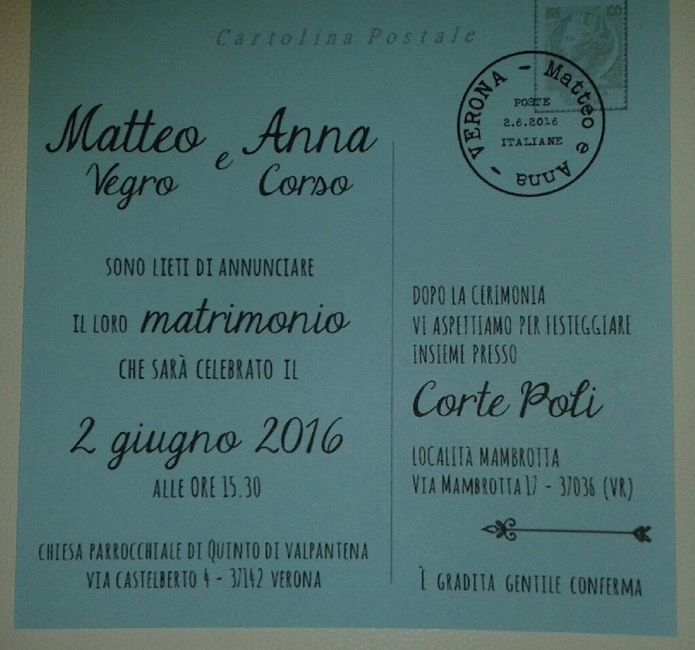 Cartolina Postale
VERONA - Matteo e Anna -
POSTE
2.6.2016
ITALIANE
Matteo e Anna
Vegro Corso
SONO LIETI DI ANNUNCIARE
IL LORO matrimonio
CHE SARÀ CELEBRATO IL
2 giugno 2016
ALLE ORE 15.30
CHIESA PARROCCHIALE DI QUINTO DI VALPANTENA
VIA CASTELBERTO 4 - 37142 VERONA
DOPO LA CERIMONIA
VI ASPETTIAMO PER FESTEGGIARE
INSIEME PRESSO
Corte Poli
LOCALITÀ MAMBROTTA
VIA MAMBROTTA 17 - 37036 (VR)
È GRADITA GENTILE CONFERMA